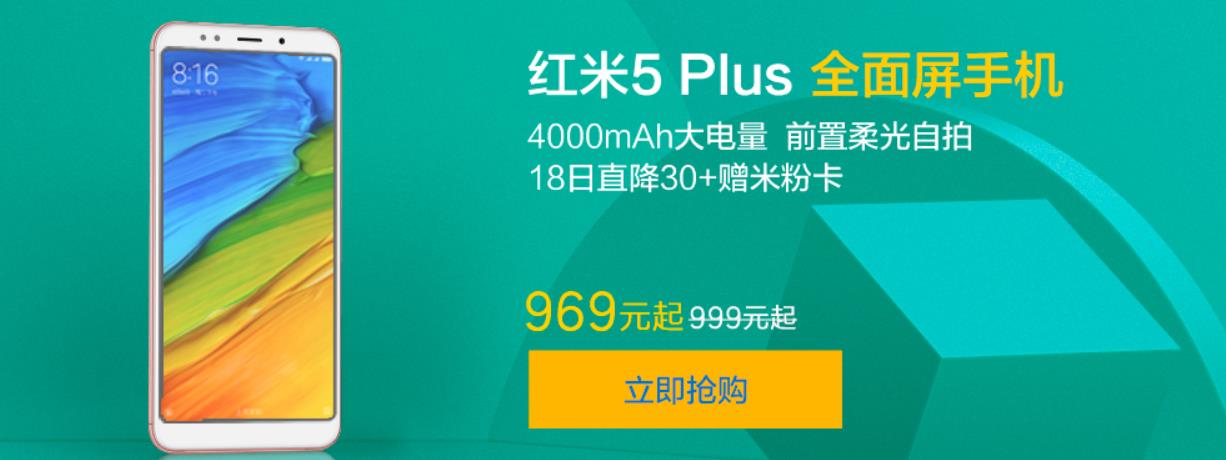 8:16
红米5 Plus 全面屏手机
4000mAh大电量 前置柔光自拍
18日直降30+赠米粉卡
969元起 999元起
立即抢购